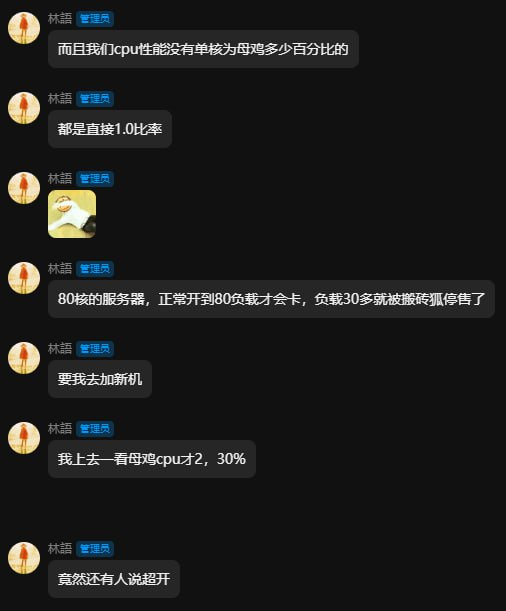 林語 管理员
而且我们cpu性能没有单核为母鸡多少百分比的
林語 管理员
都是直接1.0比率
林語 管理员
林語 管理员
80核的服务器，正常开到80负载才会卡，负载30多就被搬砖狐停售了
林語 管理员
要我去加新机
林語 管理员
我上去一看母鸡cpu才2，30%
林語 管理员
竟然还有人说超开